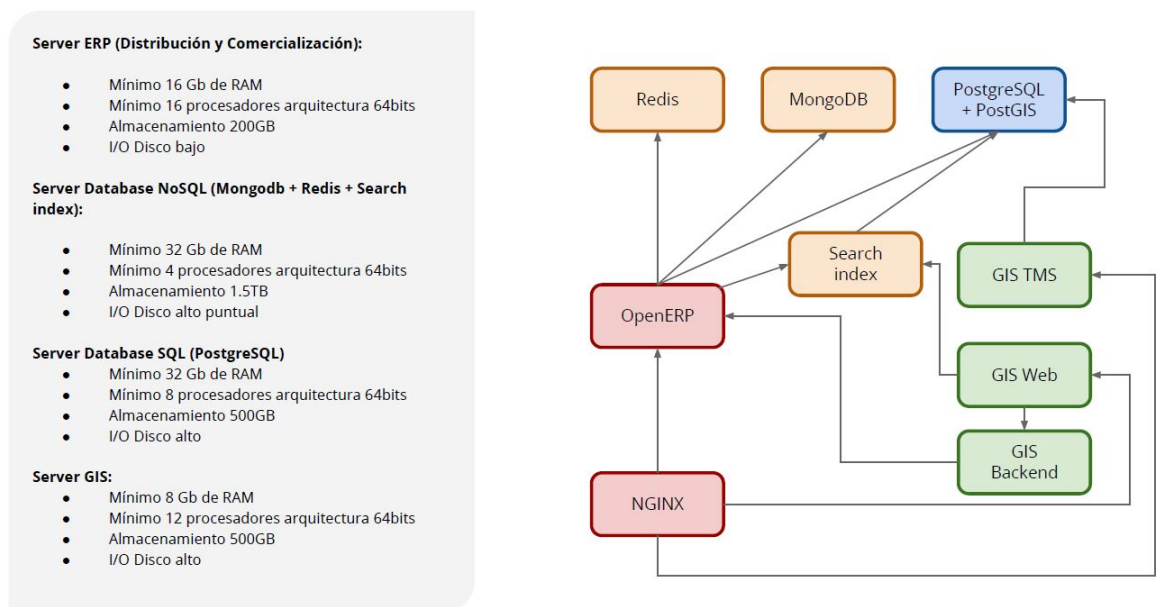 Server ERP (Distribución y Comercialización):
● Mínimo 16 Gb de RAM
● Mínimo 16 procesadores arquitectura 64bits
● Almacenamiento 200GB
● I/O Disco bajo
Server Database NoSQL (Mongodb + Redis + Search
index):
● Mínimo 32 Gb de RAM
● Mínimo 4 procesadores arquitectura 64bits
● Almacenamiento 1.5TB
● I/O Disco alto puntual
Server Database SQL (PostgreSQL)
● Mínimo 32 Gb de RAM
● Mínimo 8 procesadores arquitectura 64bits
● Almacenamiento 500GB
● I/O Disco alto
Server GIS:
● Mínimo 8 Gb de RAM
● Mínimo 12 procesadores arquitectura 64bits
● Almacenamiento 500GB
● I/O Disco alto
Redis
MongoDB
PostgreSQL
+ PostGIS
Search
index
GIS TMS
OpenERP
GIS Web
GIS
Backend
NGINX